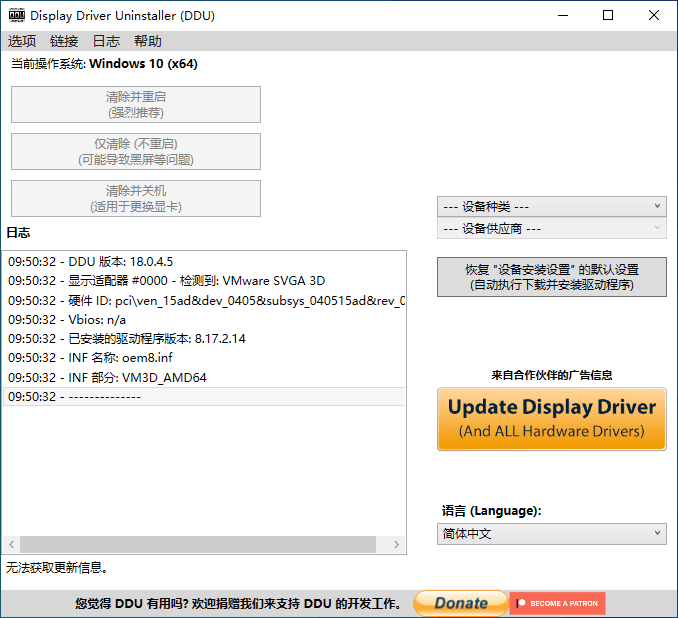 Display Driver Uninstaller (DDU)
选项 链接 日志 帮助
当前操作系统: Windows 10 (x64)
清除并重启
(强烈推荐)
仅清除 (不重启)
(可能导致黑屏等问题)
清除并关机
(适用于更换显卡)
日志
09:50:32 - DDU 版本: 18.0.4.5
09:50:32 - 显示适配器 #0000 - 检测到: VMware SVGA 3D
09:50:32 - 硬件 ID: pci\ven_15ad&dev_0405&subsys_040515ad&rev_0
09:50:32 - Vbios: n/a
09:50:32 - 已安装的驱动程序版本: 8.17.2.14
09:50:32 - INF 名称: oem8.inf
09:50:32 - INF 部分: VM3D_AMD64
09:50:32 - --------------
无法获取更新信息。
--- 设备种类 ---
--- 设备供应商 ---
恢复 "设备安装设置" 的默认设置
(自动执行下载并安装驱动程序)
来自合作伙伴的广告信息
Update Display Driver
(And ALL Hardware Drivers)
语言 (Language):
简体中文
您觉得 DDU 有用吗? 欢迎捐赠我们来支持 DDU 的开发工作。
Donate
BECOME A PATRON